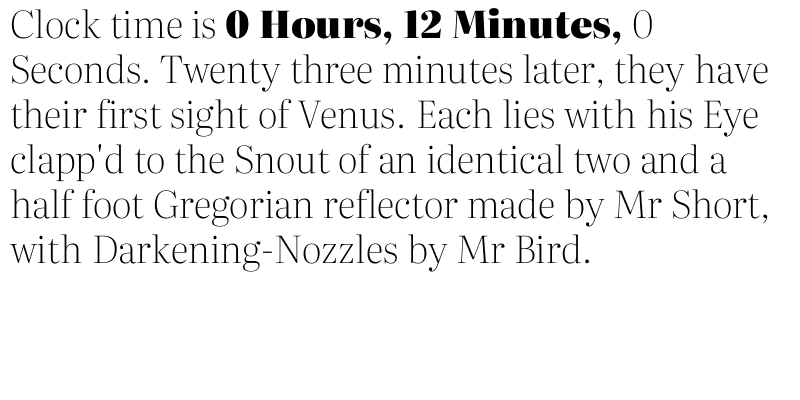 Clock time is 0 Hours, 12 Minutes, 0
Seconds. Twenty three minutes later, they have
their first sight of Venus. Each lies with his Eye
clapp'd to the Snout of an identical two and a
half foot Gregorian reflector made by Mr Short,
with Darkening-Nozzles by Mr Bird.